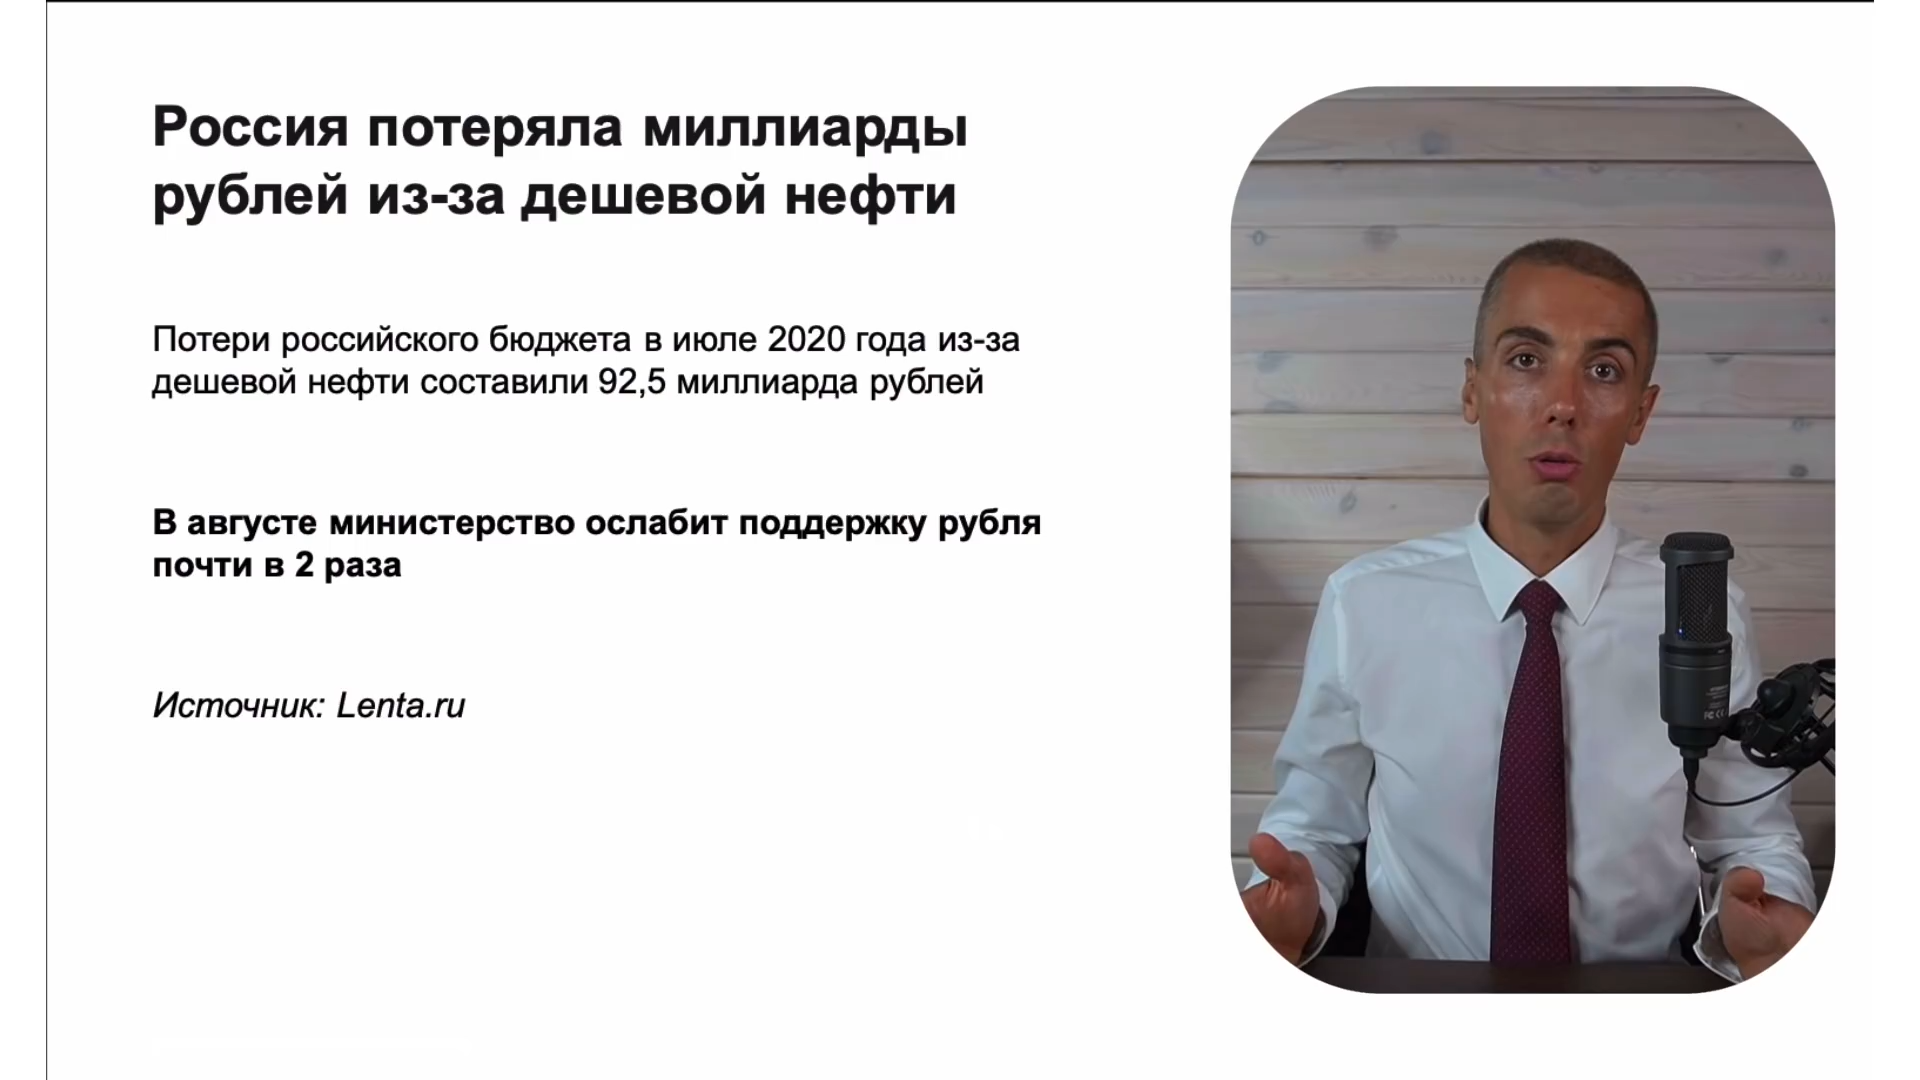 Россия потеряла миллиарды
рублей из-за дешевой нефти
Потери российского бюджета в июле 2020 года из-за
дешевой нефти составили 92,5 миллиарда рублей
В августе министерство ослабит поддержку рубля
почти в 2 раза
Источник: Lenta.ru